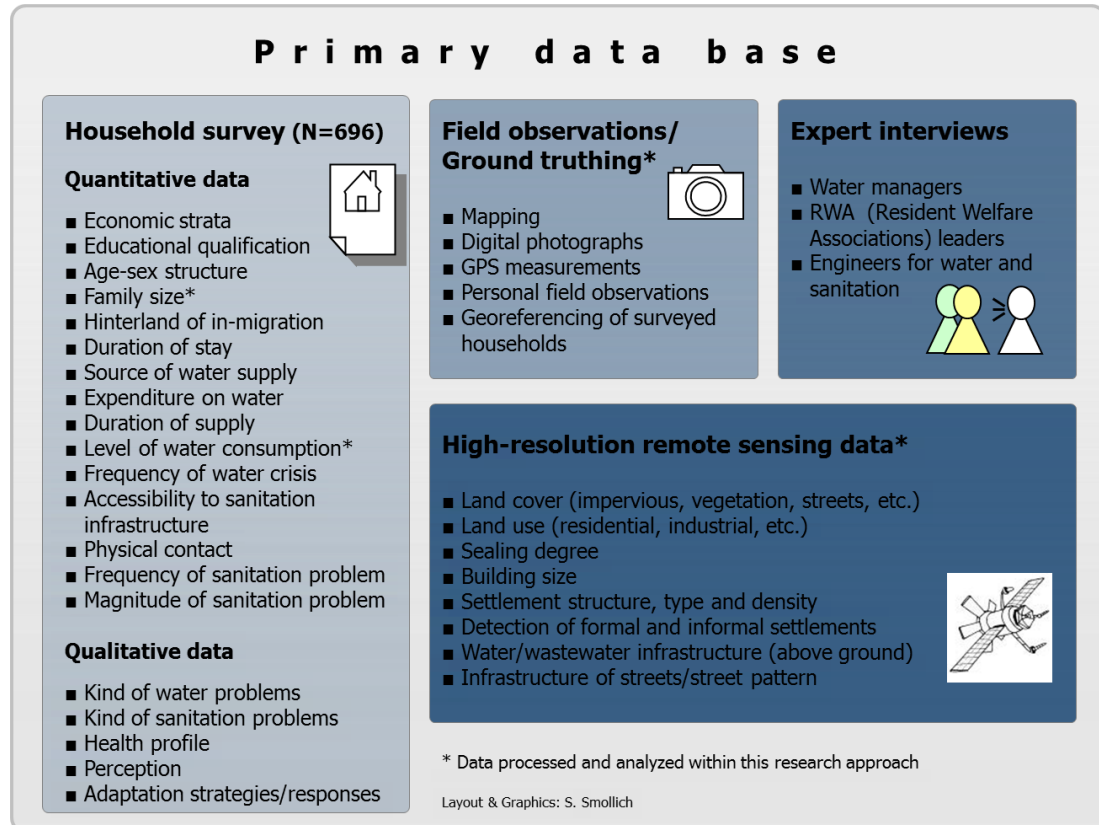 Primary data base
Household survey (N=696)
Quantitative data
■ Economic strata
■ Educational qualification
■ Age-sex structure
■ Family size*
■ Hinterland of in-migration
■ Duration of stay
■ Source of water supply
■ Expenditure on water
■ Duration of supply
■ Level of water consumption*
■ Frequency of water crisis
■ Accessibility to sanitation
infrastructure
■ Physical contact
■ Frequency of sanitation problem
■ Magnitude of sanitation problem
Qualitative data
■ Kind of water problems
■ Kind of sanitation problems
■ Health profile
■ Perception
■ Adaptation strategies/responses
Field observations/
Ground truthing*
■ Mapping
■ Digital photographs
■ GPS measurements
■ Personal field observations
■ Georeferencing of surveyed
households
Expert interviews
■ Water managers
■ RWA (Resident Welfare
Associations) leaders
■ Engineers for water and
sanitation
High-resolution remote sensing data*
■ Land cover (impervious, vegetation, streets, etc.)
■ Land use (residential, industrial, etc.)
■ Sealing degree
■ Building size
■ Settlement structure, type and density
■ Detection of formal and informal settlements
■ Water/wastewater infrastructure (above ground)
■ Infrastructure of streets/street pattern
* Data processed and analyzed within this research approach
Layout & Graphics: S. Smollich